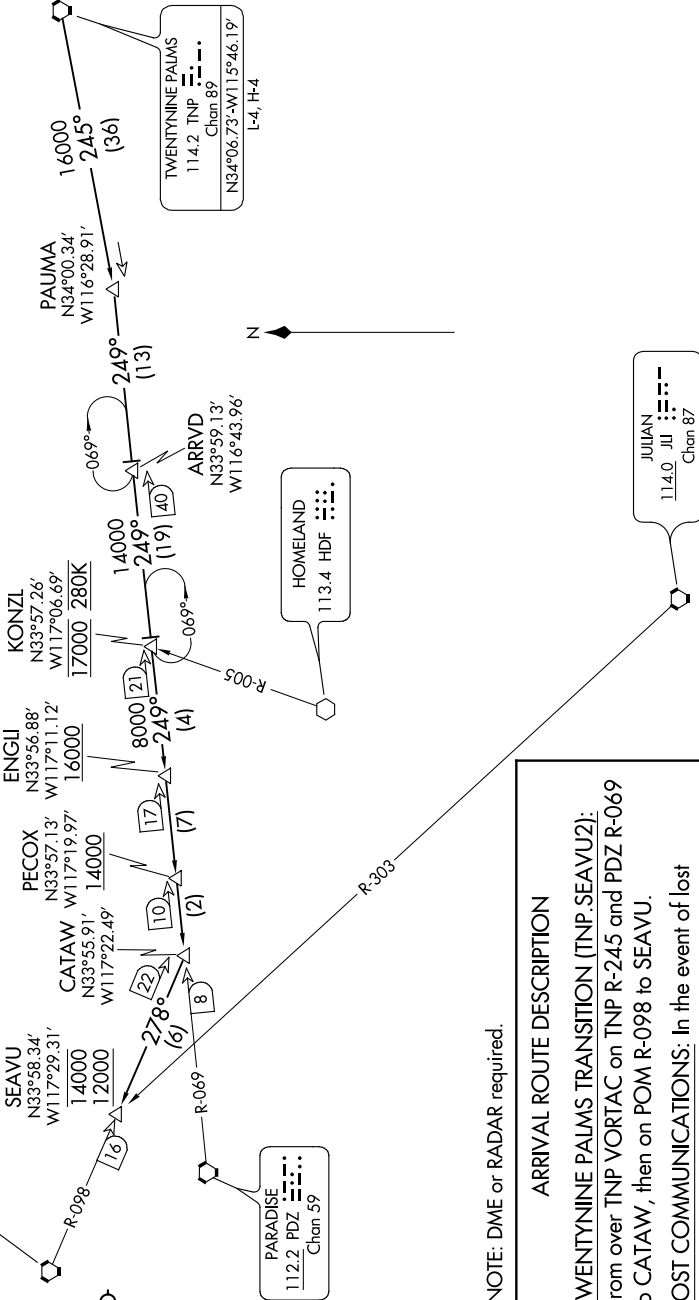 SEAVU
N33°58.34′
W117°29.31′
14000
12000
CATAW
N33°55.91′
W117°22.49′
PECOX
N33°57.13′
W117°19.97′
14000
ENGLI
N33°56.88′
W117°11.12′
16000
KONZL
N33°57.26′
W117°06.69′
17000 280K
ARRVD
N33°59.13′
W116°43.96′
PAUMA
N34°00.34′
W116°28.91′
16000
245°
(36)
249°
(13)
069°
40
14000
249°
(19)
069°
21
8000
249°
(4)
17
(7)
10
(2)
22
8
278°
(6)
16
R-098
R-069
R-005
R-303
N
TWENTYNINE PALMS
114.2 TNP
Chan 89
N34°06.73′-W115°46.19′
L-4, H-4
HOMELAND
113.4 HDF
JULIAN
114.0 JLI
Chan 87
PARADISE
112.2 PDZ
Chan 59
NOTE: DME or RADAR required.
ARRIVAL ROUTE DESCRIPTION
WENTYNINE PALMS TRANSITION (TNP.SEAVU2):
rom over TNP VORTAC on TNP R-245 and PDZ R-069
o CATAW, then on POM R-098 to SEAVU.
OST COMMUNICATIONS: In the event of lost